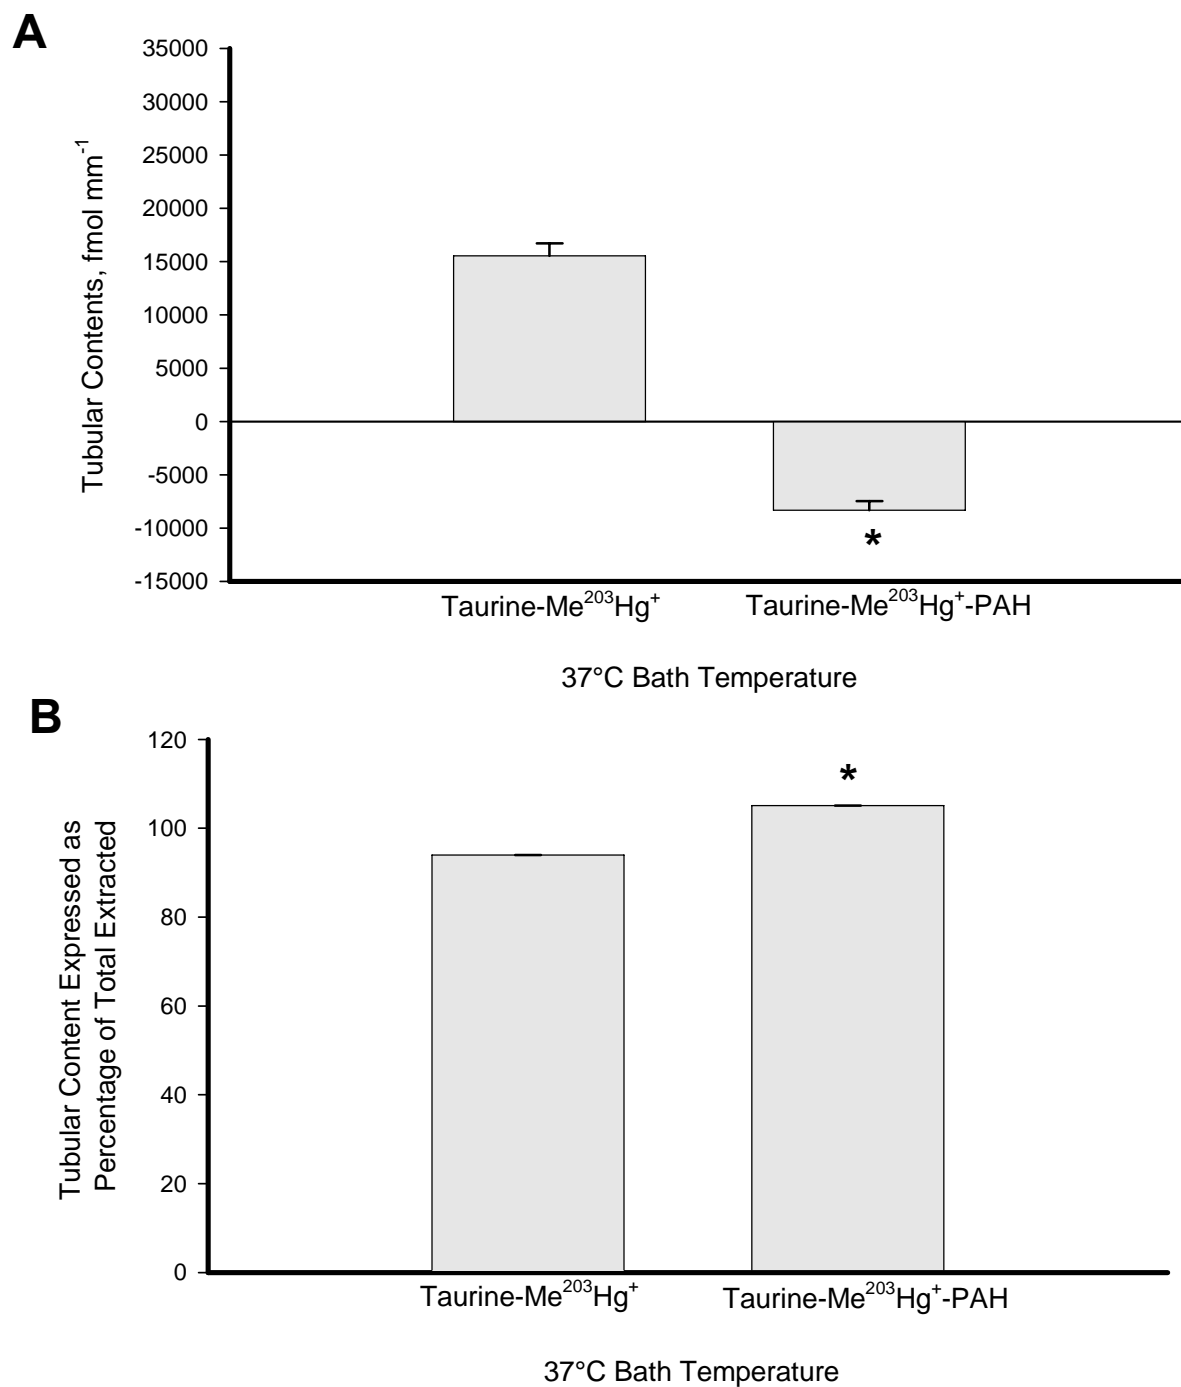 A
35000
30000
25000
20000
15000
10000
5000
0
-5000
-10000
-15000
Tubular Contents, fmol mm⁻¹
*
Taurine-Me²⁰³Hg⁺ Taurine-Me²⁰³Hg⁺-PAH
37°C Bath Temperature
B
120
100
80
60
40
20
0
Tubular Content Expressed as
Percentage of Total Extracted
*
Taurine-Me²⁰³Hg⁺ Taurine-Me²⁰³Hg⁺-PAH
37°C Bath Temperature